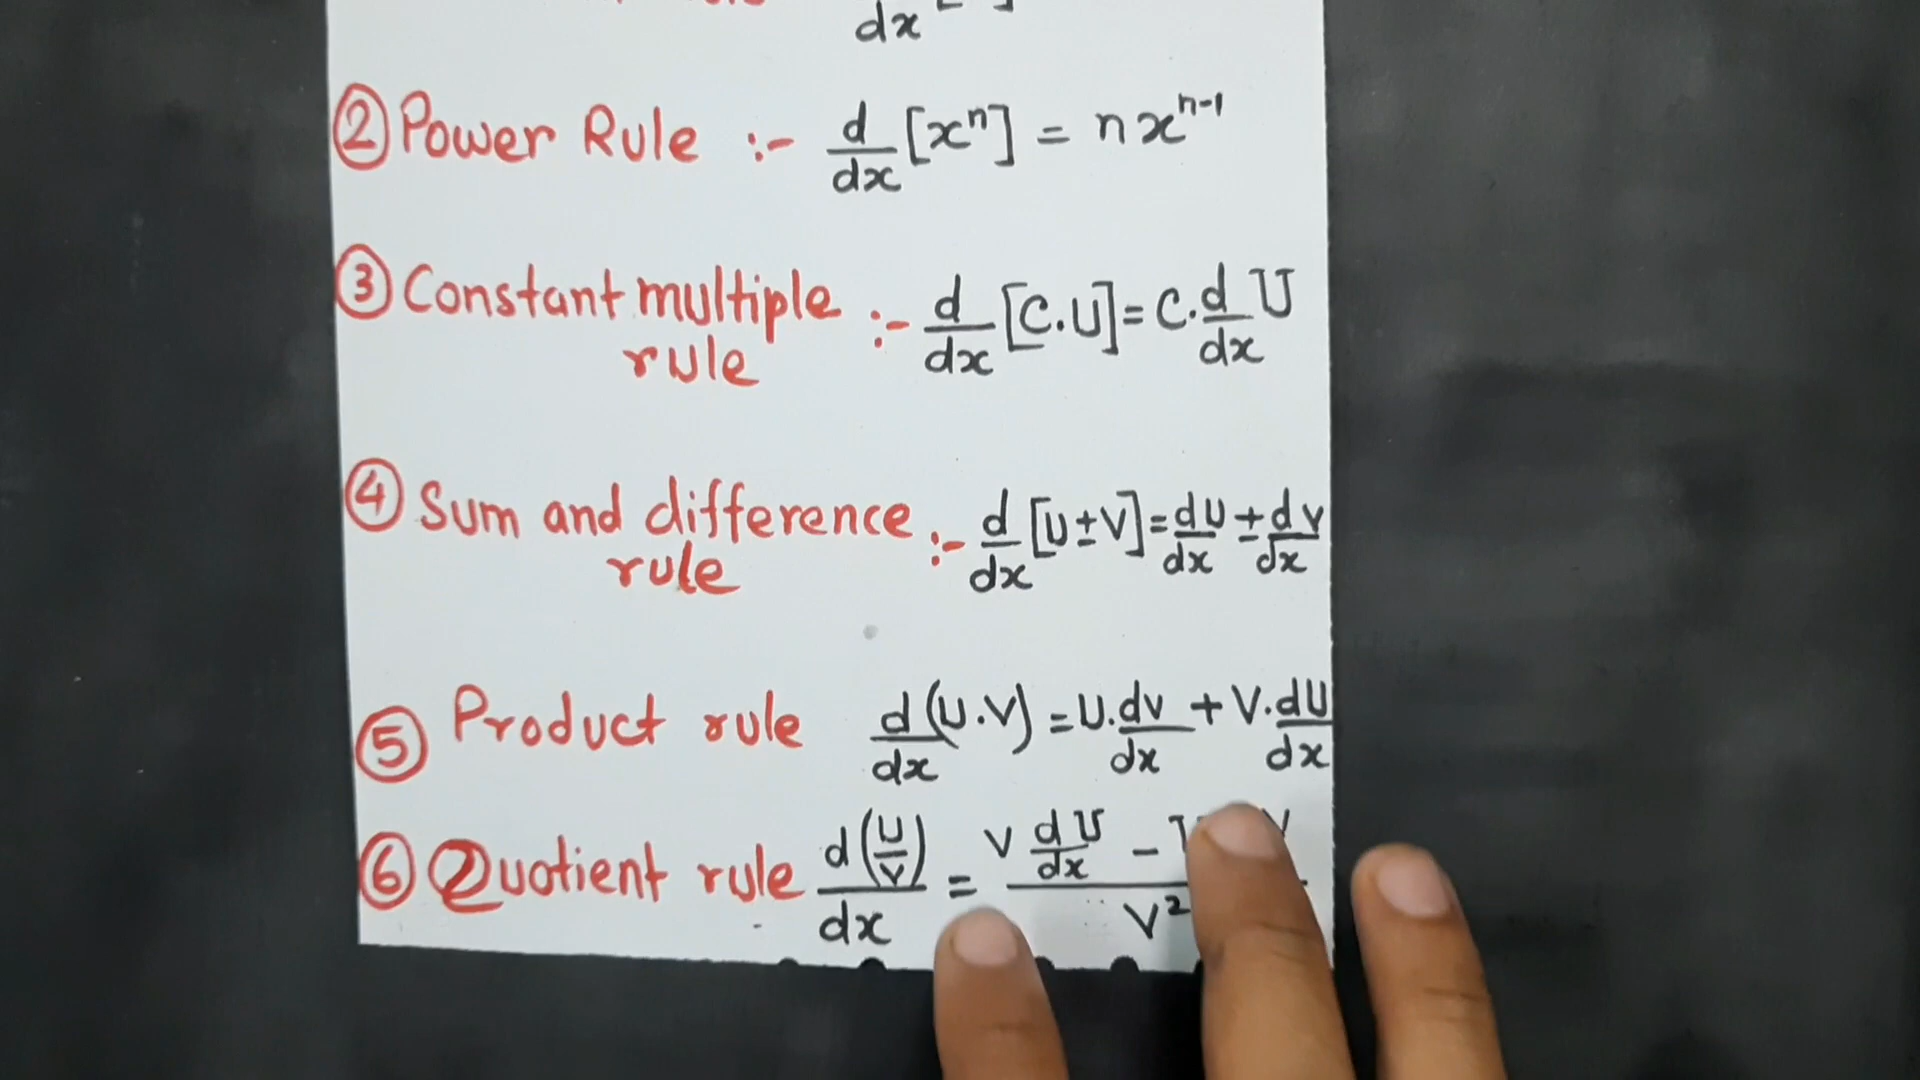 d/dx
② Power Rule :- d/dx [xⁿ] = n xⁿ⁻¹
③ Constant multiple rule :- d/dx [C.U] = C. d/dx U
④ Sum and difference rule :- d/dx [U ± V] = dU/dx ± dV/dx
⑤ Product rule d/dx (U.V) = U. dv/dx + V. dU/dx
⑥ Quotient rule d(U/V)/dx = V dU/dx - / V²